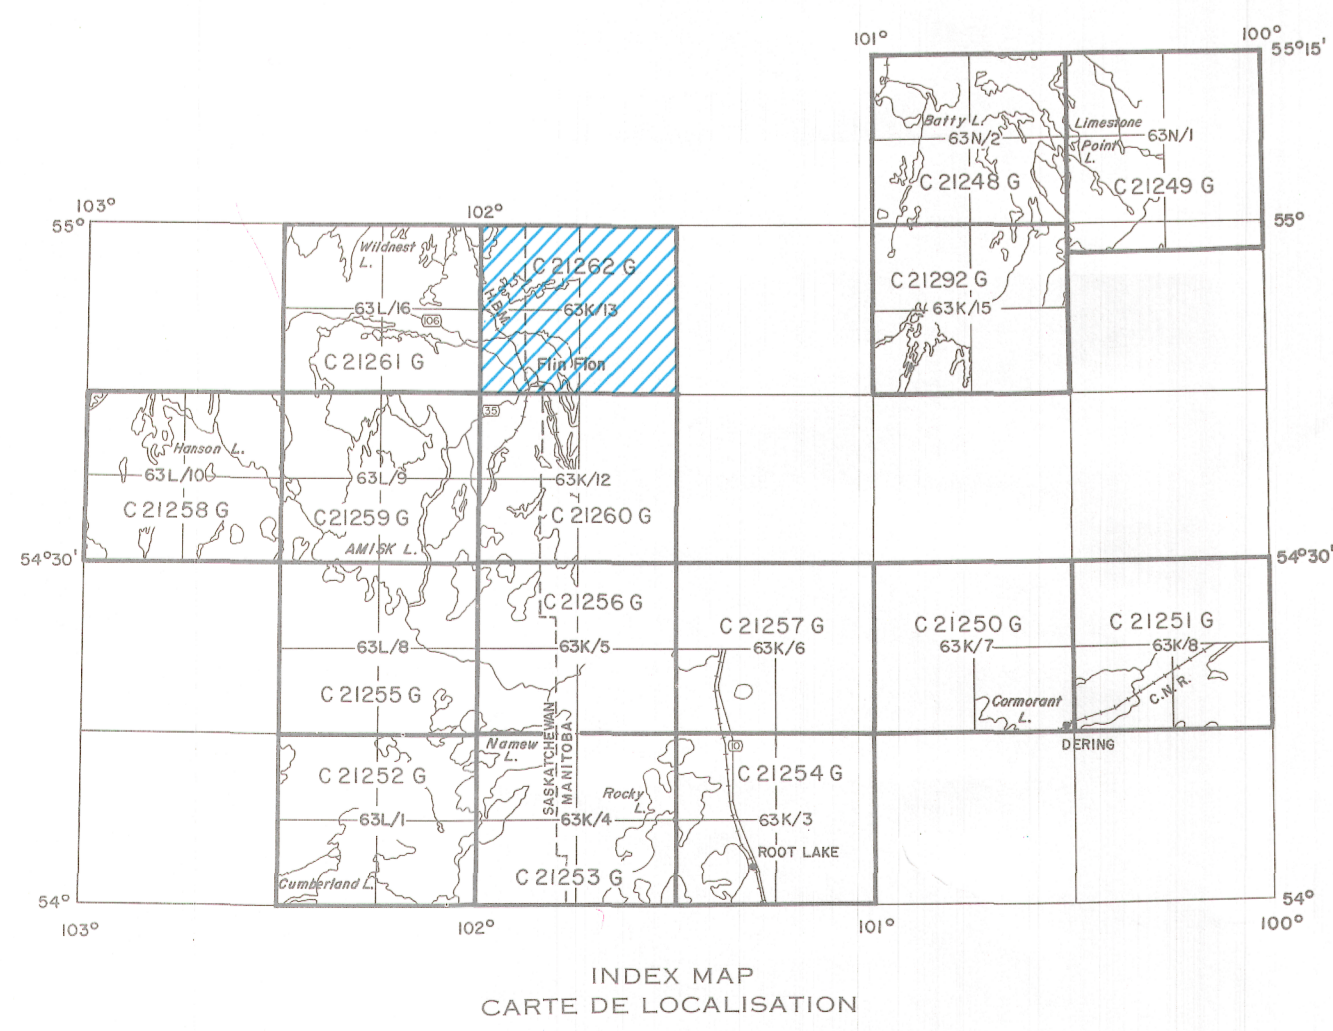 101°
100°
55°15'
Batty L.
Limestone
63N/2
63N/1
Point
L.
C 21248 G
C 21249 G
103°
102°
55°
55°
Wildnest
L.
C 21262 G
C 21292 G
63L/16
H.B.M.
63K/13
63K/15
106
C 21261 G
Flin Flon
35
Hanson L.
63L/10
63L/9
63K/12
C 21258 G
C 21259 G
C 21260 G
AMISK L.
54°30'
54°30'
C 21256 G
C 21257 G
C 21250 G
C 21251 G
63L/8
63K/5
63K/6
63K/7
63K/8
C 21255 G
Cormorant
L.
C.N.R.
SASKATCHEWAN
MANITOBA
Namew
L.
10
DERING
C 21252 G
C 21254 G
Rocky
L.
63L/1
63K/4
63K/3
ROOT LAKE
C 21253 G
Cumberland L.
54°
54°
103°
102°
101°
100°
INDEX MAP
CARTE DE LOCALISATION